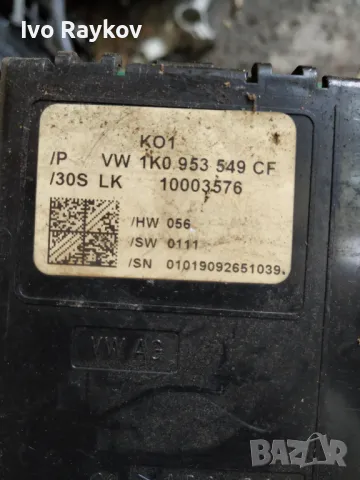 Ivo Raykov
KO1
/P VW 1K0 953 549 CF
/30S LK 10003576
/HW 056
/SW 0111
/SN 01019092651039
VW AG
BAZAR